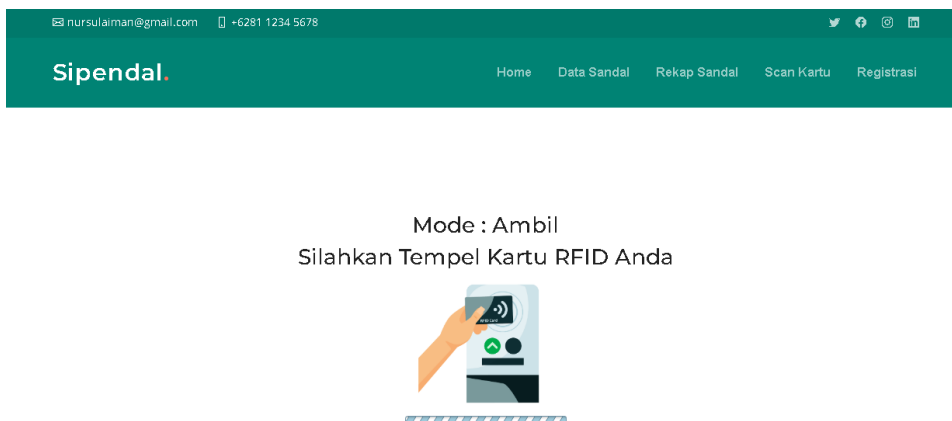 nursulaiman@gmail.com +6281 1234 5678
Sipendal.
Home Data Sandal Rekap Sandal Scan Kartu Registrasi
Mode : Ambil
Silahkan Tempel Kartu RFID Anda